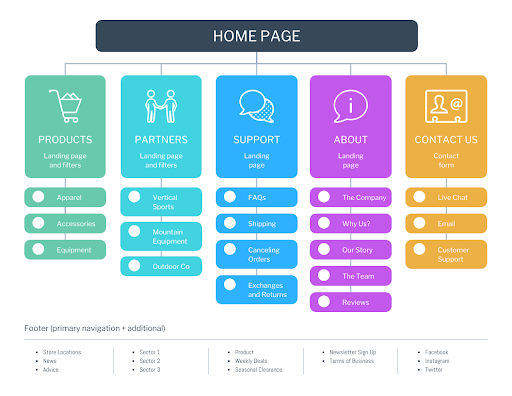 HOME PAGE
PRODUCTS
Landing page
and filters
Apparel
Accessories
Equipment
PARTNERS
Landing page
and filters
Vertical
Sports
Mountain
Equipment
Outdoor Co
SUPPORT
Landing
page
FAQs
Shipping
Canceling
Orders
Exchanges
and Returns
ABOUT
Landing
page
The Company
Why Us?
Our Story
The Team
Reviews
CONTACT US
Contact
form
Live Chat
Email
Customer
Support
Footer (primary navigation + additional)
• Store Locations
• News
• Advice
• Sector 1
• Sector 2
• Sector 3
• Product
• Weekly Deals
• Seasonal Clearance
• Newsletter Sign Up
• Terms of Business
• Facebook
• Instagram
• Twitter